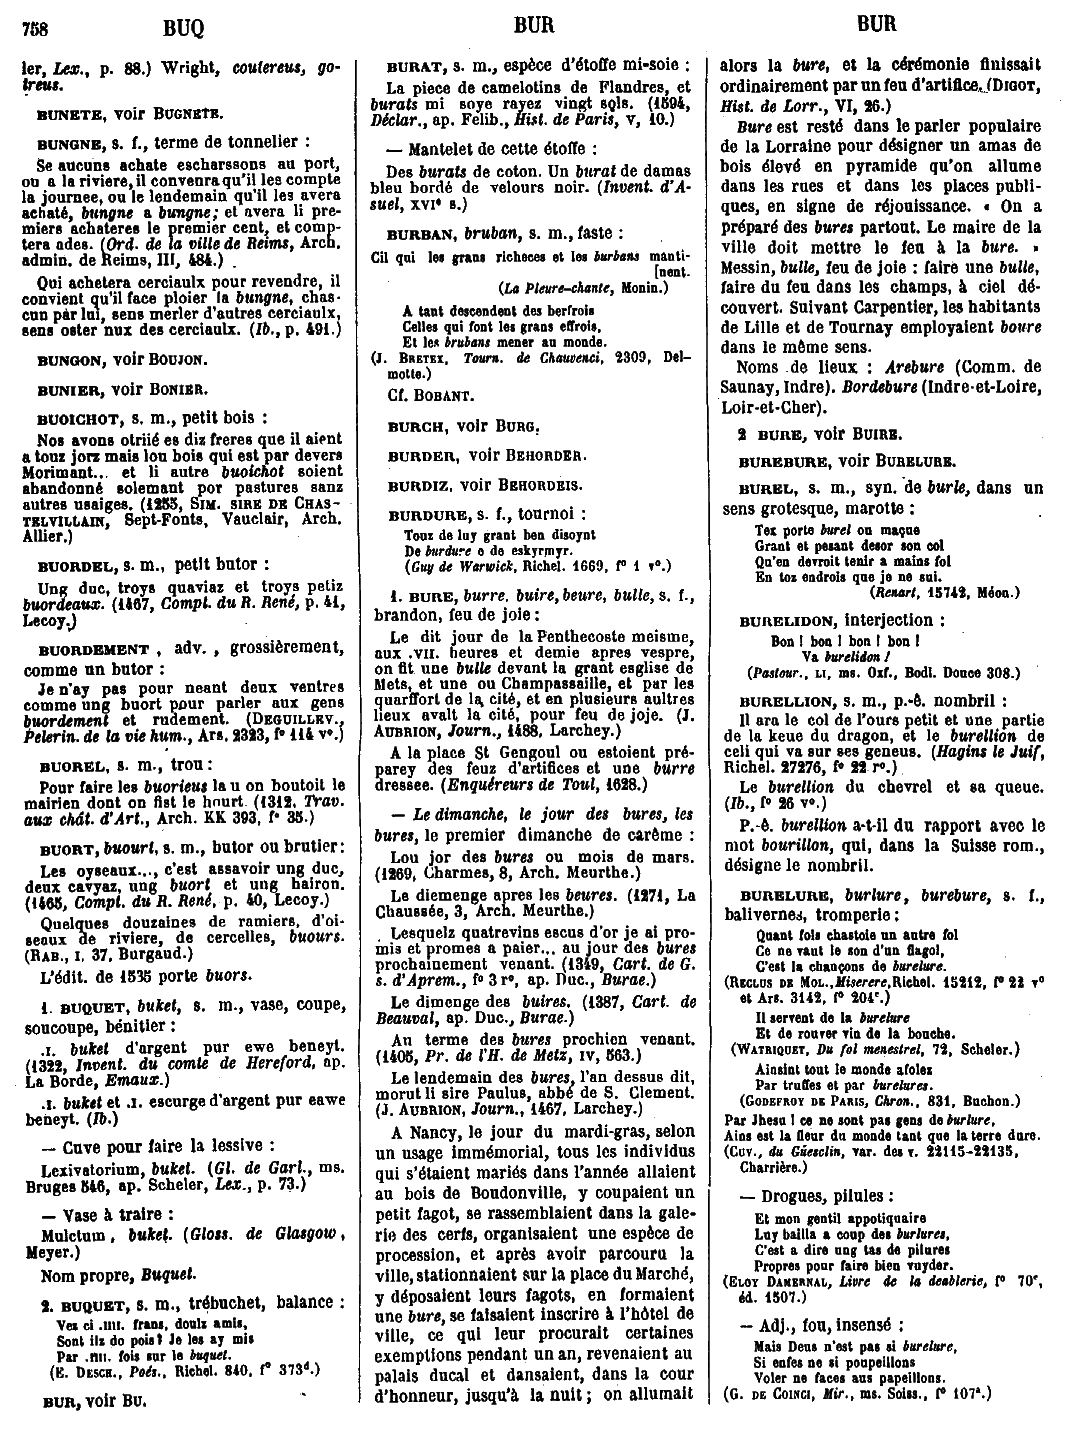 758 BUQ BUR BUR
ler, Lex., p. 88.) Wright, coutereus, go-
treus.
BUNETE, voir BUGNETE.
BUNGNE, s. f., terme de tonnelier :
Se aucuns achate escharssons au port,
ou a la riviere, il convenra qu'il les compte
la journee, ou le lendemain qu'il les avera
achaté, bungne a bungne; et avera li pre-
miers achateres le premier cent, et comp-
tera ades. (Ord. de la ville de Reims, Arch.
admin. de Reims, III, 484.)
Qui achetera cerciaulx pour revendre, il
convient qu'il face ploier la bungne, chas-
cun par lui, sens merler d'autres cerciaulx,
sens oster nux des cerciaulx. (Ib., p. 491.)
BUNGON, voir BOUJON.
BUNIER, voir BONIER.
BUOICHOT, s. m., petit bois :
Nos avons otriié es diz freres que il aient
a touz jorz mais lou bois qui est par devers
Morimant... et li autre buoichot soient
abandonné solemant por pastures sanz
autres usaiges. (1255, SIM. SIRE DE CHAS-
TELVILLAIN, Sept-Fonts, Vauclair, Arch.
Allier.)
BUORDEL, s. m., petit butor :
Ung duc, troys quaviaz et troys petiz
buordeaux. (1467, Compt. du R. René, p. 41,
Lecoy.)
BUORDEMENT , adv. , grossièrement,
comme un butor :
Je n'ay pas pour neant deux ventres
comme ung buort pour parler aux gens
buordement et rudement. (DEGUILLEV.,
Pelerin. de la vie hum., Ars. 2323, f° 114 v°.)
BUOREL, s. m., trou :
Pour faire les buorieus la u on boutoit le
mairien dont on fist le hourt. (1312, Trav.
aux chât. d'Art., Arch. KK 393, f° 35.)
BUORT, buourt, s. m., butor ou brutier :
Les oyseaux..., c'est assavoir ung duc,
deux cavyaz, ung buort et ung hairon.
(1465, Compt. du R. René, p. 40, Lecoy.)
Quelques douzaines de ramiers, d'oi-
seaux de riviere, de cercelles, buours.
(RAB., I, 37, Burgaud.)
L'édit. de 1535 porte buors.
1. BUQUET, buket, s. m., vase, coupe,
soucoupe, bénitier :
.I. buket d'argent pur ewe beneyt.
(1322, Invent. du comte de Hereford, ap.
La Borde, Emaux.)
.I. buket et .I. escurge d'argent pur eawe
beneyt. (Ib.)
— Cuve pour faire la lessive :
Lexivatorium, buket. (Gl. de Garl., ms.
Bruges 546, ap. Scheler, Lex., p. 73.)
— Vase à traire :
Mulctum, buket. (Gloss. de Glasgow,
Meyer.)
Nom propre, Buquet.
2. BUQUET, s. m., trébuchet, balance :
Vez ci .IIII. frans, doulz amis,
Sont ilz do pois? Je les ay mis
Par .IIII. fois sur le buquet.
(E. DESCH., Poés., Richel. 840, f° 373d.)
BUR, voir BU.
BURAT, s. m., espèce d'étoffe mi-soie :
La piece de camelotins de Flandres, et
burats mi soye rayez vingt sols. (1594,
Déclar., ap. Felib., Hist. de Paris, V, 10.)
— Mantelet de cette étoffe :
Des burats de coton. Un burat de damas
bleu bordé de velours noir. (Invent. d'A-
suel, XVIe s.)
BURBAN, bruban, s. m., faste :
Cil qui les grans richeces et les burbans manti-
[nent.
(La Pleure-chante, Monin.)
A tant descendent des berfrois
Celles qui font les grans effrois,
Et les brubans mener au monde.
(J. BRETEX, Tourn. de Chauvenci, 2309, Del-
motte.)
Cf. BOBANT.
BURCH, voir BURG.
BURDER, voir BEHORDER.
BURDIZ, voir BEHORDEIS.
BURDURE, s. f., tournoi :
Touz de luy grant ben disoynt
De burdure e de eskyrmyr.
(Guy de Warwick, Richel. 1669, f° 1 v°.)
1. BURE, burre, buire, beure, bulle, s. f.,
brandon, feu de joie :
Le dit jour de la Penthecoste meisme,
aux .VII. heures et demie apres vespre,
on fit une bulle devant la grant esglise de
Mets, et une ou Champassaille, et par les
quarffort de la cité, et en plusieurs aultres
lieux avalt la cité, pour feu de joje. (J.
AUBRION, Journ., 1488, Larchey.)
A la place St Gengoul ou estoient pré-
parey des feuz d'artifices et une burre
dressee. (Enquéreurs de Toul, 1628.)
— Le dimanche, le jour des bures, les
bures, le premier dimanche de carême :
Lou jor des bures ou mois de mars.
(1269, Charmes, 8, Arch. Meurthe.)
Le diemenge apres les beures. (1271, La
Chaussée, 3, Arch. Meurthe.)
Lesquelz quatrevins escus d'or je ai pro-
mis et promes a paier... au jour des bures
prochainement venant. (1349, Cart. de G.
s. d'Aprem., f° 3 r°, ap. Duc., Burae.)
Le dimenge des buires. (1387, Cart. de
Beauval, ap. Duc., Burae.)
Au terme des bures prochien venant.
(1405, Pr. de l'H. de Metz, IV, 563.)
Le lendemain des bures, l'an dessus dit,
morut li sire Paulus, abbé de S. Clement.
(J. AUBRION, Journ., 1467, Larchey.)
A Nancy, le jour du mardi-gras, selon
un usage immémorial, tous les individus
qui s'étaient mariés dans l'année allaient
au bois de Boudonville, y coupaient un
petit fagot, se rassemblaient dans la gale-
rie des cerfs, organisaient une espèce de
procession, et après avoir parcouru la
ville, stationnaient sur la place du Marché,
y déposaient leurs fagots, en formaient
une bure, se faisaient inscrire à l'hôtel de
ville, ce qui leur procurait certaines
exemptions pendant un an, revenaient au
palais ducal et dansaient, dans la cour
d'honneur, jusqu'à la nuit ; on allumait
alors la bure, et la cérémonie finissait
ordinairement par un feu d'artifice. (DIGOT,
Hist. de Lorr., VI, 26.)
Bure est resté dans le parler populaire
de la Lorraine pour désigner un amas de
bois élevé en pyramide qu'on allume
dans les rues et dans les places publi-
ques, en signe de réjouissance. « On a
préparé des bures partout. Le maire de la
ville doit mettre le feu à la bure. »
Messin, bulle, feu de joie : faire une bulle,
faire du feu dans les champs, à ciel dé-
couvert. Suivant Carpentier, les habitants
de Lille et de Tournay employaient boure
dans le même sens.
Noms de lieux : Arebure (Comm. de
Saunay, Indre). Bordebure (Indre-et-Loire,
Loir-et-Cher).
2 BURE, voir BUIRE.
BUREBURE, voir BURELURE.
BUREL, s. m., syn. de burle, dans un
sens grotesque, marotte :
Tex porte burel ou maçue
Grant et pesant desor son col
Qu'en devroit tenir a mains fol
En toz endrois que je ne sui.
(Renart, 15742, Méon.)
BURELIDON, interjection :
Bon ! bon ! bon ! bon !
Va burelidon !
(Pastour., LI, ms. Oxf., Bodl. Douce 308.)
BURELLION, s. m., p.-ê. nombril :
Il ara le col de l'ours petit et une partie
de la keue du dragon, et le burellion de
celi qui va sur ses geneus. (Hagins le Juif,
Richel. 27276, f° 22 r°.)
Le burellion du chevrel et sa queue.
(Ib., f° 26 v°.)
P.-ê. burellion a-t-il du rapport avec le
mot bourillon, qui, dans la Suisse rom.,
désigne le nombril.
BURELURE, burlure, burebure, s. f.,
balivernes, tromperie :
Quant fols chastoie un autre fol
Ce ne vaut le son d'un flagol,
C'est la chançons de burelure.
(RECLUS DE MOL., Miserere, Richel. 15212, f° 22 v°
et Ars. 3142, f° 204c.)
Il servent de la burelure
Et de rouver vin de la bouche.
(WATRIQUET, Du fol menestrel, 72, Scheler.)
Ainsint tout le monde afoles
Par truffes et par burelures.
(GODEFROY DE PARIS, Chron., 831, Buchon.)
Par Jhesu ! ce ne sont pas gens de burlure,
Ains est la fleur du monde tant que la terre dure.
(CUV., du Guesclin, var. des v. 22115-22135,
Charrière.)
— Drogues, pilules :
Et mon gentil appotiquaire
Luy bailla a coup des burlures,
C'est a dire ung tas de pilures
Propres pour faire bien vuyder.
(ELOY DAMERNAL, Livre de la deablerie, f° 70c,
éd. 1507.)
— Adj., fou, insensé :
Mais Deus n'est pas si burelure,
Si enfes ne si poupeillons
Voler ne faces aus papeillons.
(G. DE COINCI, Mir., ms. Soiss., f° 107a.)